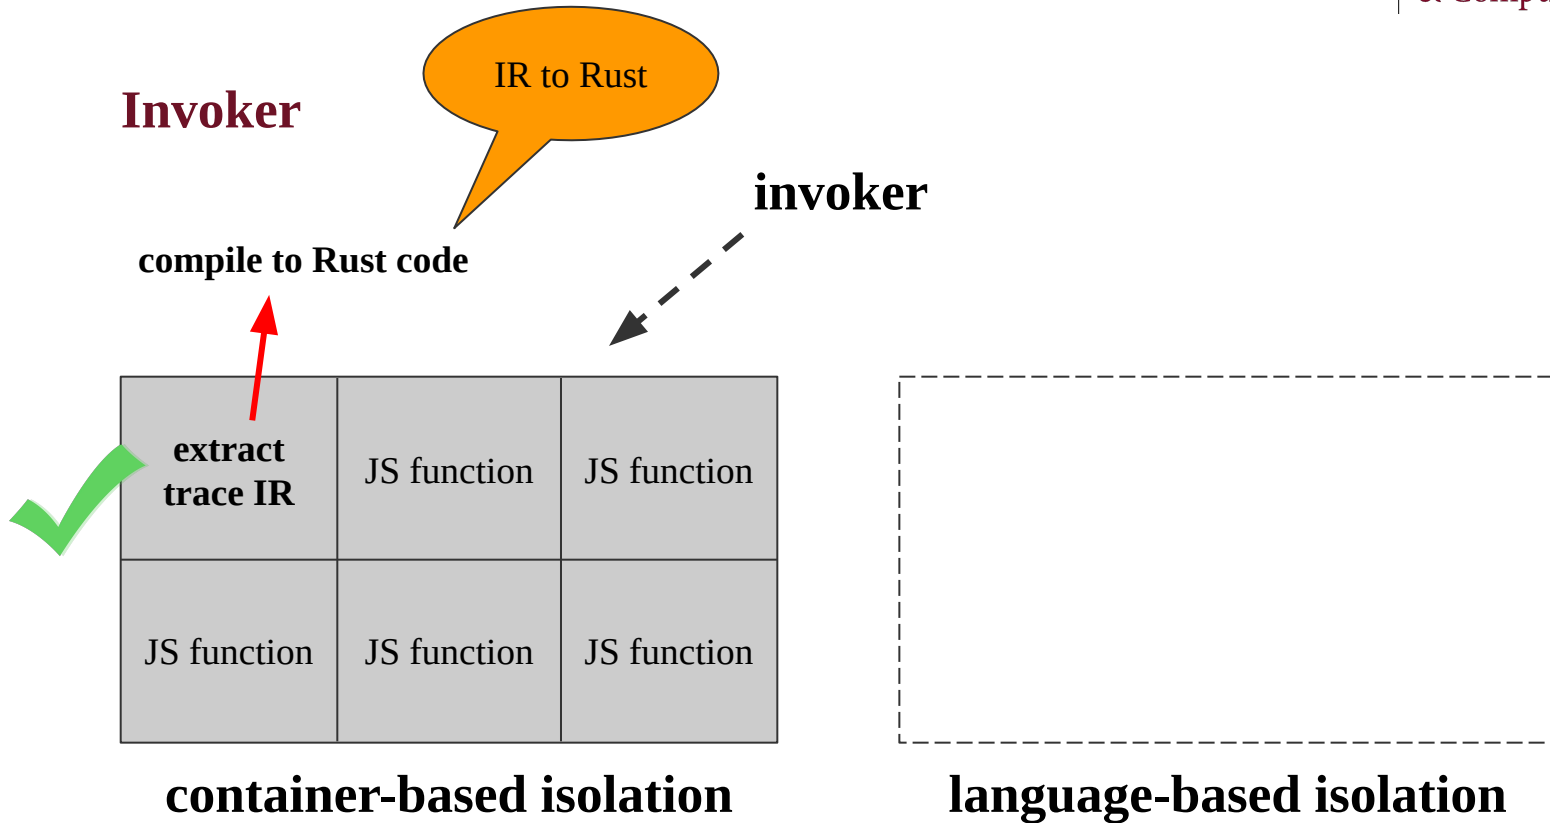 IR to Rust
Invoker
invoker
compile to Rust code
extract
trace IR
JS function
JS function
JS function
JS function
JS function
container-based isolation
language-based isolation